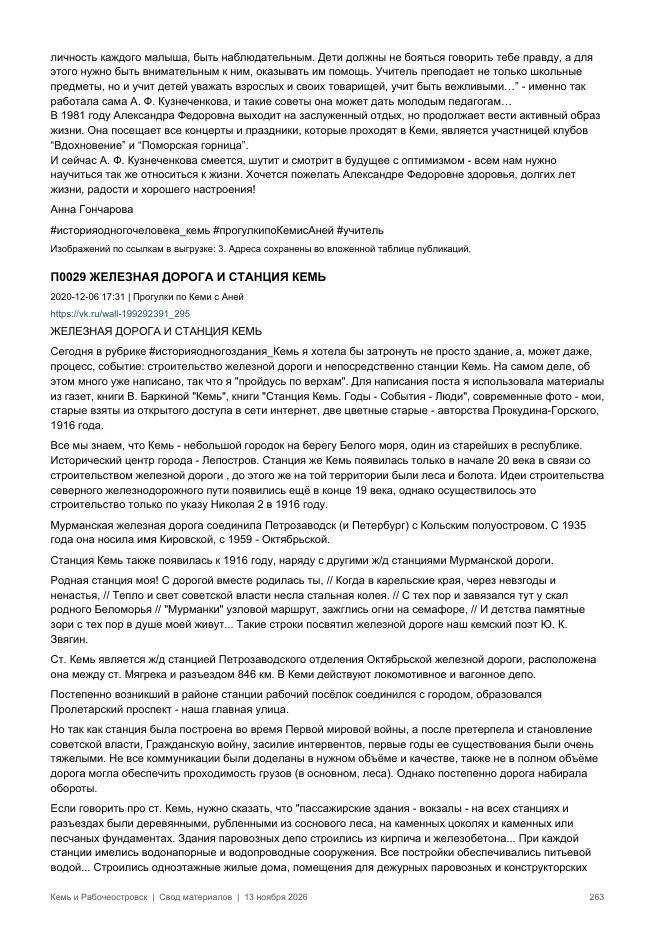 личность каждого малыша, быть наблюдательным. Дети должны не бояться говорить тебе правду, а для
этого нужно быть внимательным к ним, оказывать им помощь. Учитель преподает не только школьные
предметы, но и учит детей уважать взрослых и своих товарищей, учит быть вежливыми…" - именно так
работала сама А. Ф. Кузнеченкова, и такие советы она может дать молодым педагогам…
В 1981 году Александра Федоровна выходит на заслуженный отдых, но продолжает вести активный образ
жизни. Она посещает все концерты и праздники, которые проходят в Кеми, является участницей клубов
“Вдохновение” и “Поморская горница”.
И сейчас А. Ф. Кузнеченкова смеется, шутит и смотрит в будущее с оптимизмом - всем нам нужно
научиться так же относиться к жизни. Хочется пожелать Александре Федоровне здоровья, долгих лет
жизни, радости и хорошего настроения!
Анна Гончарова
#историяодногочеловека_кемь #прогулкипоКемисАней #учитель
Изображений по ссылкам в выгрузке: 3. Адреса сохранены во вложенной таблице публикаций.
П0029 ЖЕЛЕЗНАЯ ДОРОГА И СТАНЦИЯ КЕМЬ
2020-12-06 17:31 | Прогулки по Кеми с Аней
https://vk.ru/wall-199292391_295
ЖЕЛЕЗНАЯ ДОРОГА И СТАНЦИЯ КЕМЬ
Сегодня в рубрике #историяодногоздания_Кемь я хотела бы затронуть не просто здание, а, может даже,
процесс, событие: строительство железной дороги и непосредственно станции Кемь. На самом деле, об
этом много уже написано, так что я "пройдусь по верхам". Для написания поста я использовала материалы
из газет, книги В. Баркиной "Кемь", книги "Станция Кемь. Годы - События - Люди", современные фото - мои,
старые взяты из открытого доступа в сети интернет, две цветные старые - авторства Прокудина-Горского,
1916 года.
Все мы знаем, что Кемь - небольшой городок на берегу Белого моря, один из старейших в республике.
Исторический центр города - Лепостров. Станция же Кемь появилась только в начале 20 века в связи со
строительством железной дороги , до этого же на той территории были леса и болота. Идеи строительства
северного железнодорожного пути появились ещё в конце 19 века, однако осуществилось это
строительство только по указу Николая 2 в 1916 году.
Мурманская железная дорога соединила Петрозаводск (и Петербург) с Кольским полуостровом. С 1935
года она носила имя Кировской, с 1959 - Октябрьской.
Станция Кемь также появилась к 1916 году, наряду с другими ж/д станциями Мурманской дороги.
Родная станция моя! С дорогой вместе родилась ты, // Когда в карельские края, через невзгоды и
ненастья, // Тепло и свет советской власти несла стальная колея. // С тех пор и завязался тут у скал
родного Беломорья // "Мурманки" узловой маршрут, зажглись огни на семафоре, // И детства памятные
зори с тех пор в душе моей живут... Такие строки посвятил железной дороге наш кемский поэт Ю. К.
Звягин.
Ст. Кемь является ж/д станцией Петрозаводского отделения Октябрьской железной дороги, расположена
она между ст. Мягрека и разъездом 846 км. В Кеми действуют локомотивное и вагонное депо.
Постепенно возникший в районе станции рабочий посёлок соединился с городом, образовался
Пролетарский проспект - наша главная улица.
Но так как станция была построена во время Первой мировой войны, а после претерпела и становление
советской власти, Гражданскую войну, засилие интервентов, первые годы ее существования были очень
тяжелыми. Не все коммуникации были доделаны в нужном объёме и качестве, также не в полном объёме
дорога могла обеспечить проходимость грузов (в основном, леса). Однако постепенно дорога набирала
обороты.
Если говорить про ст. Кемь, нужно сказать, что "пассажирские здания - вокзалы - на всех станциях и
разъездах были деревянными, рубленными из соснового леса, на каменных цоколях и каменных или
песчаных фундаментах. Здания паровозных депо строились из кирпича и железобетона... При каждой
станции имелись водонапорные и водопроводные сооружения. Все постройки обеспечивались питьевой
водой... Строились одноэтажные жилые дома, помещения для дежурных паровозных и конструкторских
Кемь и Рабочеостровск | Свод материалов | 13 ноября 2026
263